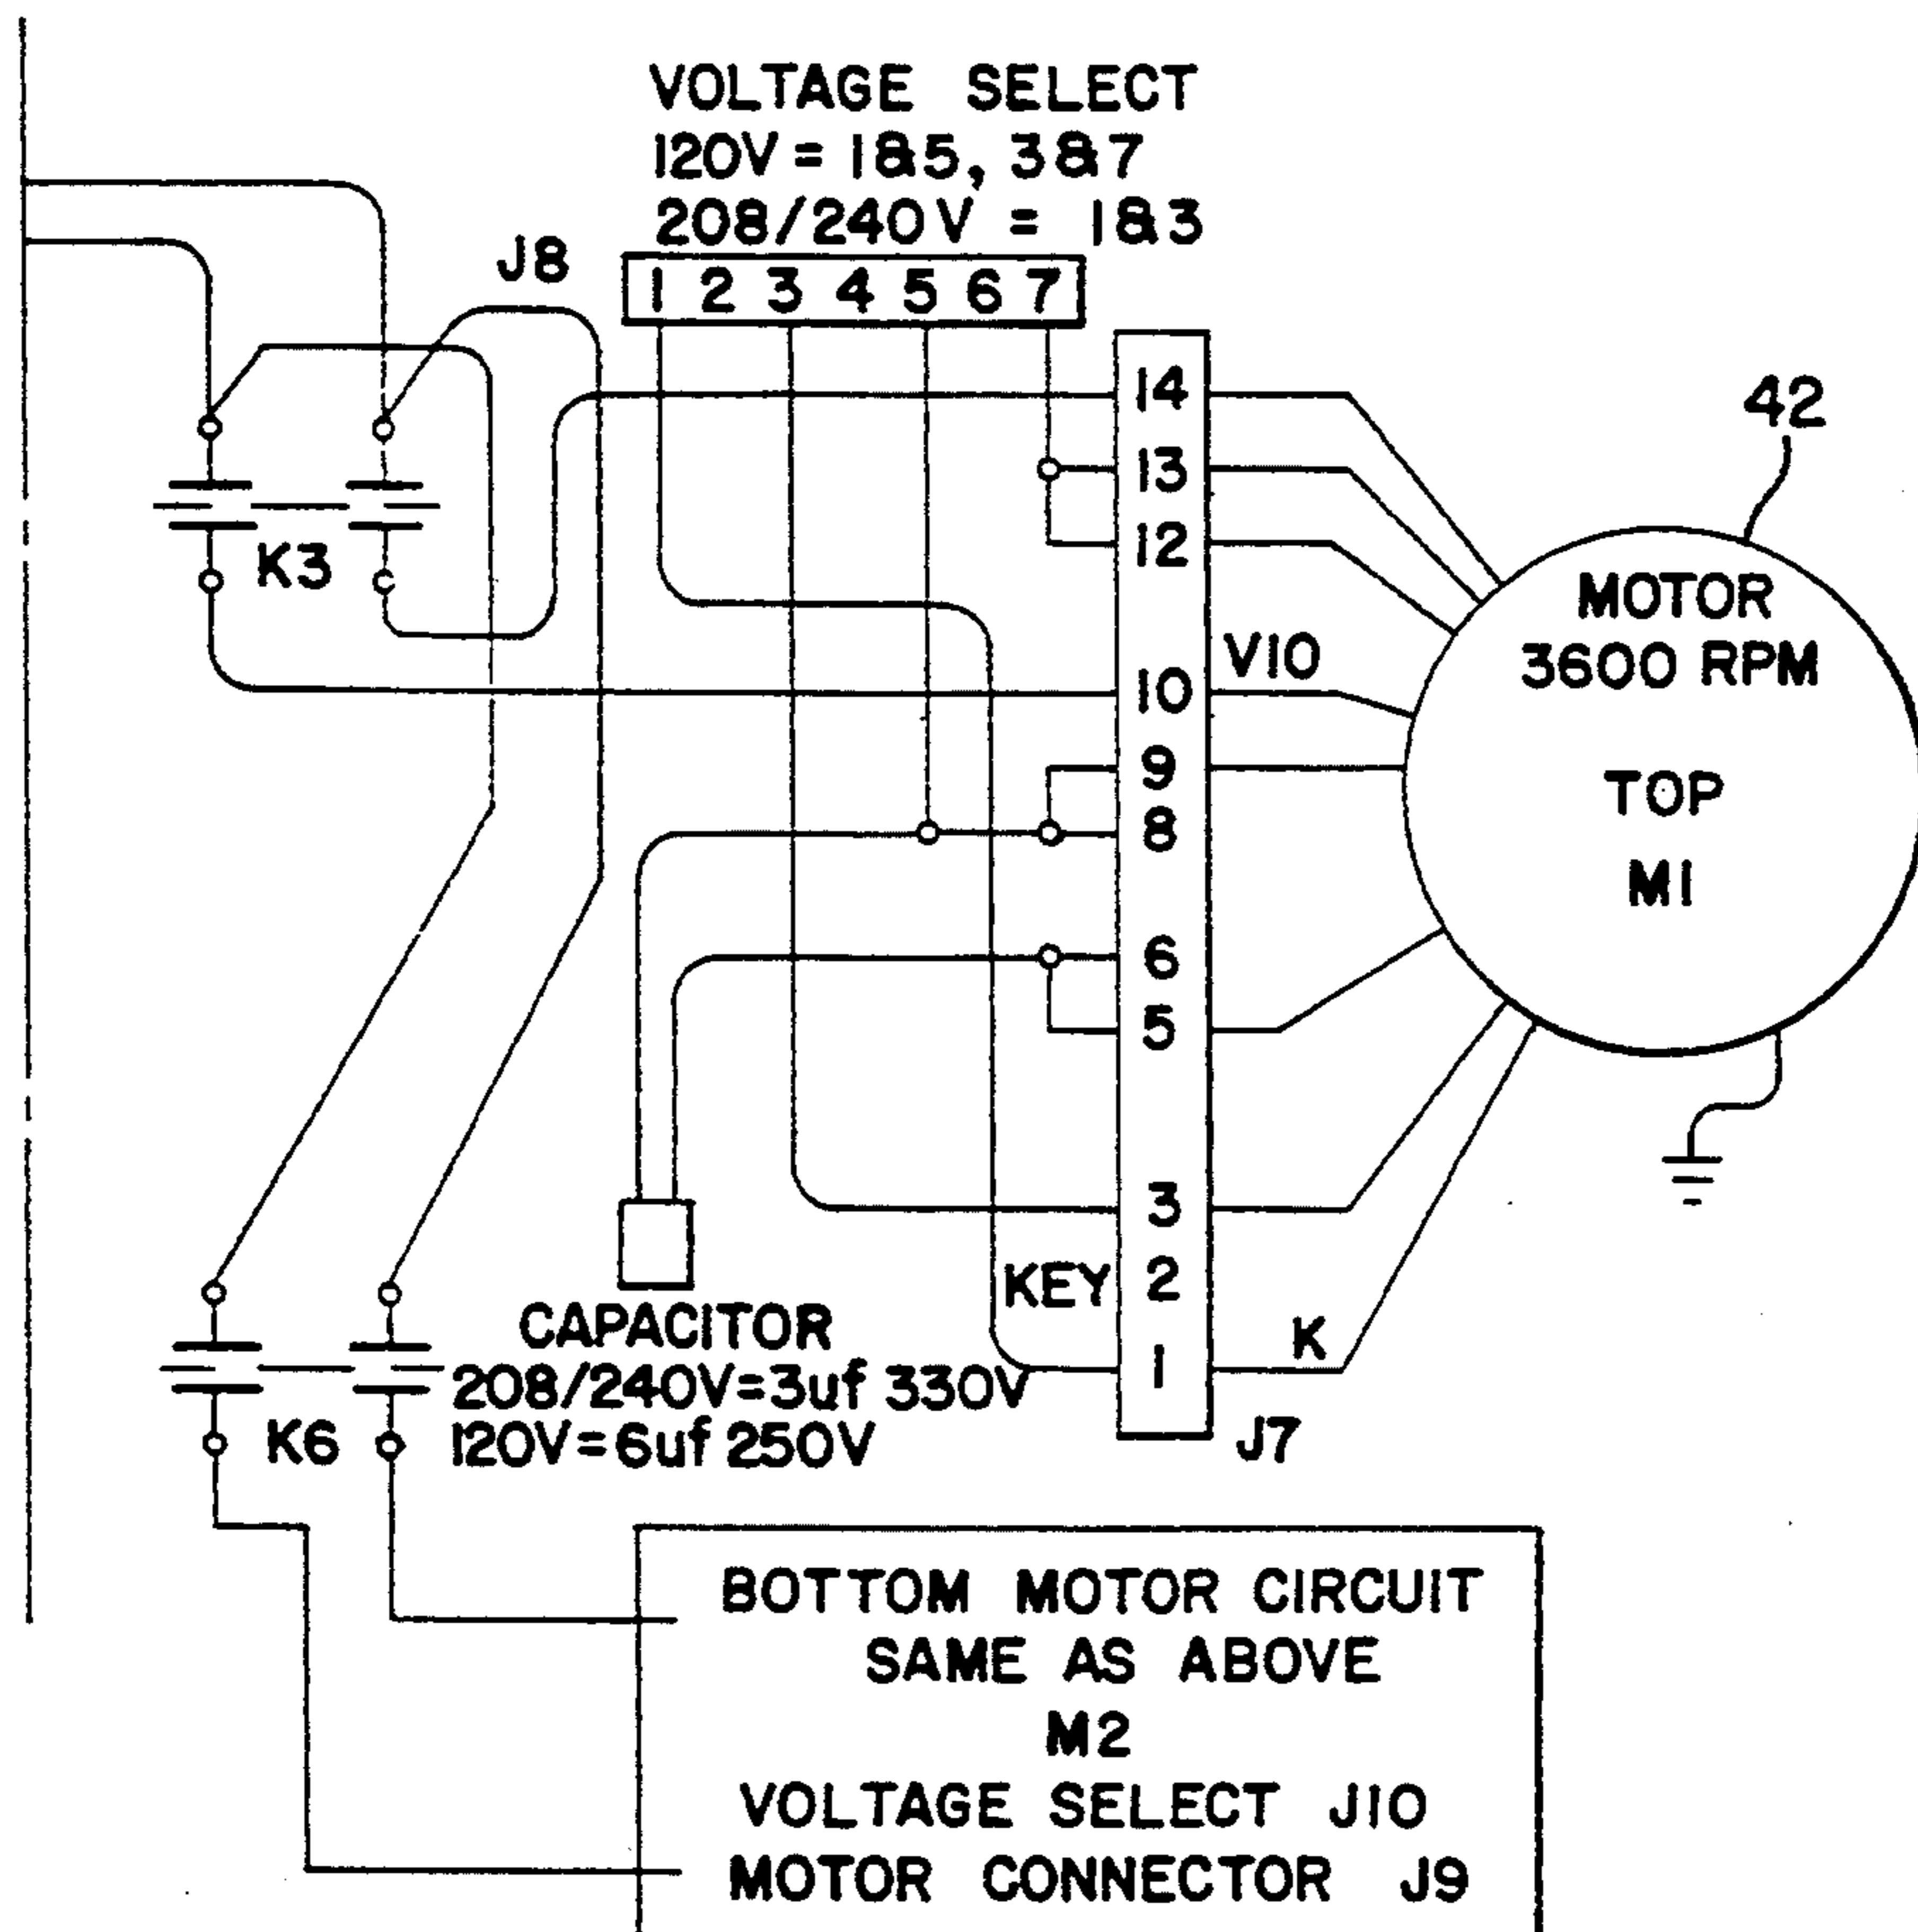 VOLTAGE SELECT
120V = 1&5, 3&7
208/240V = 1&3
J8
1 2 3 4 5 6 7
14
13
12
10
9
8
6
5
3
2
1
42
K3
VIO
MOTOR
3600 RPM
TOP
M1
KEY
K
J7
CAPACITOR
208/240V=3uf 330V
120V=6uf 250V
K6
BOTTOM MOTOR CIRCUIT
SAME AS ABOVE
M2
VOLTAGE SELECT J10
MOTOR CONNECTOR J9